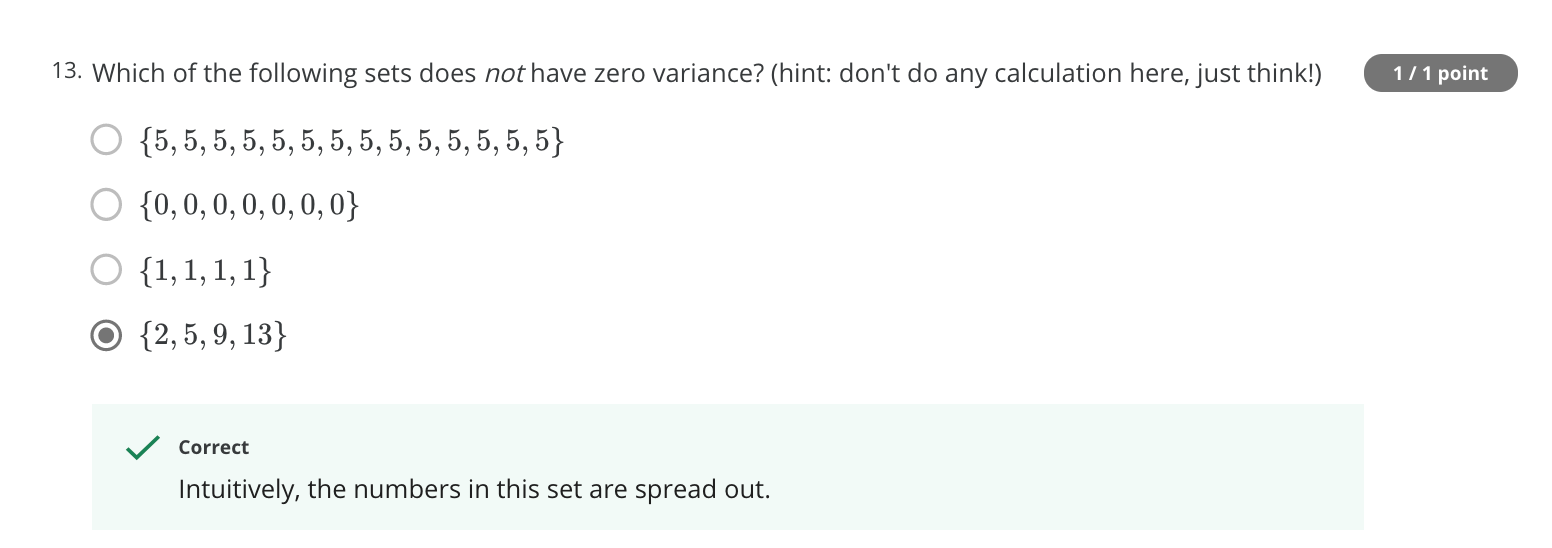 13. Which of the following sets does not have zero variance? (hint: don't do any calculation here, just think!)
1 / 1 point
{5, 5, 5, 5, 5, 5, 5, 5, 5, 5, 5, 5, 5, 5}
{0, 0, 0, 0, 0, 0, 0}
{1, 1, 1, 1}
{2, 5, 9, 13}
Correct
Intuitively, the numbers in this set are spread out.